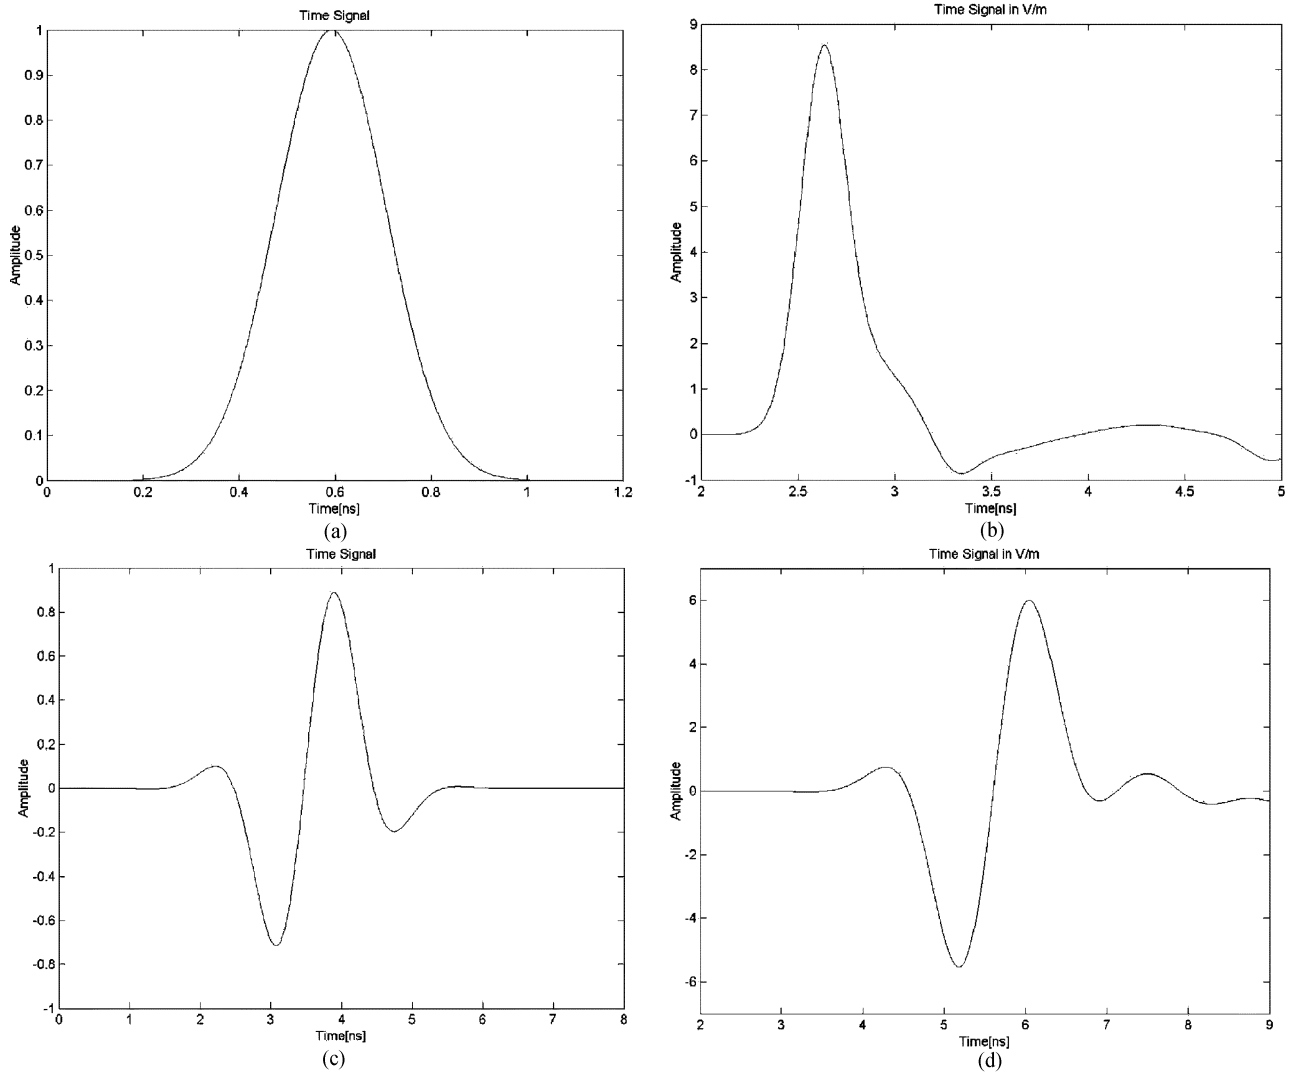 Time Signal
1
0.9
0.8
0.7
0.6
0.5
0.4
0.3
0.2
0.1
0
Amplitude
0 0.2 0.4 0.6 0.8 1 1.2
Time[ns]
(a)
Time Signal in V/m
9
8
7
6
5
4
3
2
1
0
-1
Amplitude
2 2.5 3 3.5 4 4.5 5
Time[ns]
(b)
Time Signal
1
0.8
0.6
0.4
0.2
0
-0.2
-0.4
-0.6
-0.8
-1
Amplitude
0 1 2 3 4 5 6 7 8
Time[ns]
(c)
Time Signal in V/m
6
4
2
0
-2
-4
-6
Amplitude
2 3 4 5 6 7 8 9
Time[ns]
(d)